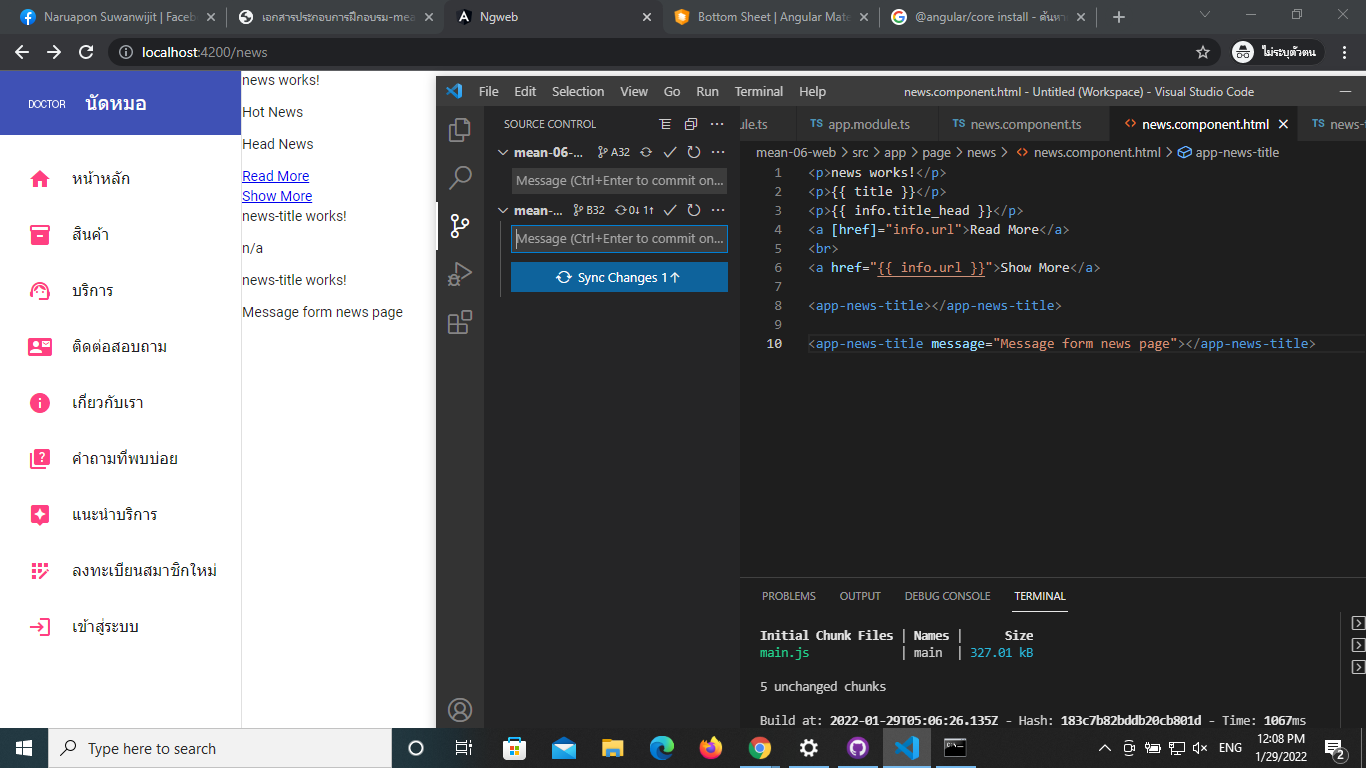 Naruapon Suwanwijit | Faceb
เอกสารประกอบการฝึกอบรม-mea
Ngweb
Bottom Sheet | Angular Mate
@angular/core install - ค้นหา
localhost:4200/news
ไม่ระบุตัวตน
DOCTOR นัดหมอ
หน้าหลัก
สินค้า
บริการ
ติดต่อสอบถาม
เกี่ยวกับเรา
คำถามที่พบบ่อย
แนะนำบริการ
ลงทะเบียนสมาชิกใหม่
เข้าสู่ระบบ
news works!
Hot News
Head News
Read More
Show More
news-title works!
n/a
news-title works!
Message form news page
File Edit Selection View Go Run Terminal Help
news.component.html - Untitled (Workspace) - Visual Studio Code
SOURCE CONTROL
mean-06-... A32
Message (Ctrl+Enter to commit on...
mean-... B32 0↓ 1↑
Message (Ctrl+Enter to commit on...
Sync Changes 1↑
ule.ts
TS app.module.ts
TS news.component.ts
<> news.component.html
TS news-
mean-06-web > src > app > page > news > <> news.component.html > app-news-title
1 <p>news works!</p>
2 <p>{{ title }}</p>
3 <p>{{ info.title_head }}</p>
4 <a [href]="info.url">Read More</a>
5 <br>
6 <a href="{{ info.url }}">Show More</a>
7
8 <app-news-title></app-news-title>
9
10 <app-news-title message="Message form news page"></app-news-title>
PROBLEMS OUTPUT DEBUG CONSOLE TERMINAL
Initial Chunk Files | Names | Size
main.js | main | 327.01 kB
5 unchanged chunks
Build at: 2022-01-29T05:06:26.135Z - Hash: 183c7b82bddb20cb801d - Time: 1067ms
Type here to search
ENG
12:08 PM
1/29/2022
2